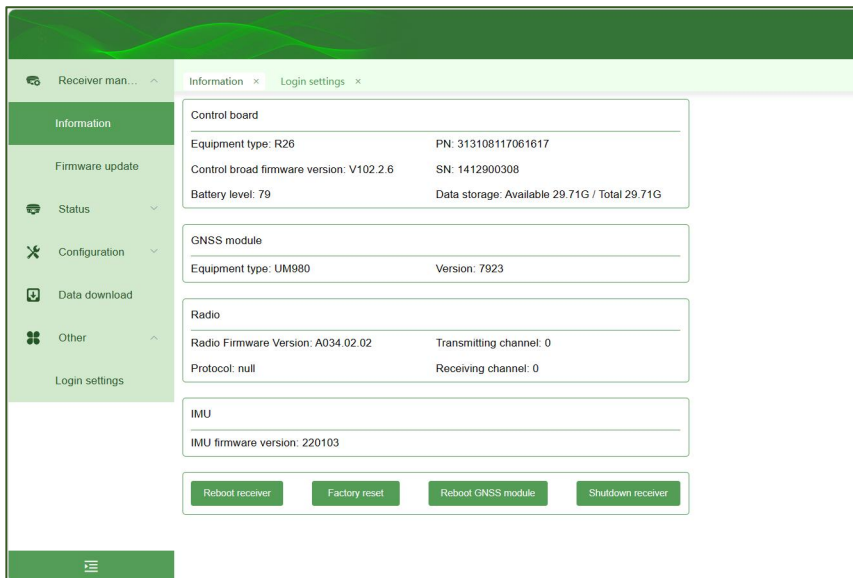 Receiver man...
Information
Firmware update
Status
Configuration
Data download
Other
Login settings
Information × Login settings ×
Control board
Equipment type: R26 PN: 313108117061617
Control broad firmware version: V102.2.6 SN: 1412900308
Battery level: 79 Data storage: Available 29.71G / Total 29.71G
GNSS module
Equipment type: UM980 Version: 7923
Radio
Radio Firmware Version: A034.02.02 Transmitting channel: 0
Protocol: null Receiving channel: 0
IMU
IMU firmware version: 220103
Reboot receiver Factory reset Reboot GNSS module Shutdown receiver